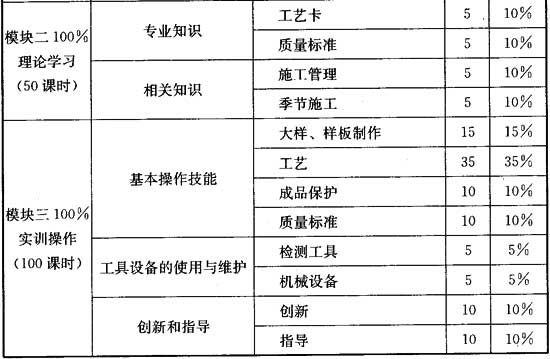 模块二 100%
理论学习
（50 课时）
专业知识
工艺卡 5 10%
质量标准 5 10%
相关知识
施工管理 5 10%
季节施工 5 10%
模块三 100%
实训操作
（100 课时）
基本操作技能
大样、样板制作 15 15%
工艺 35 35%
成品保护 10 10%
质量标准 10 10%
工具设备的使用与维护
检测工具 5 5%
机械设备 5 5%
创新和指导
创新 10 10%
指导 10 10%